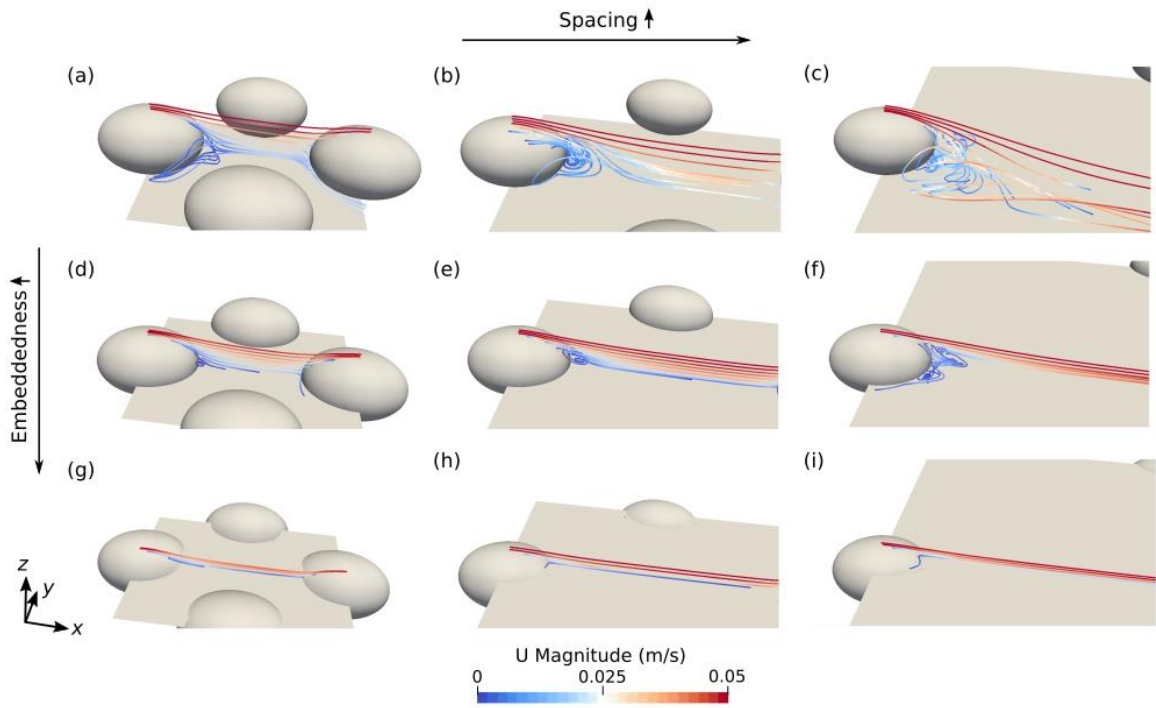 Spacing ↑
(a)
(b)
(c)
Embeddedness ↑
(d)
(e)
(f)
(g)
(h)
(i)
z
y
x
U Magnitude (m/s)
0 0.025 0.05